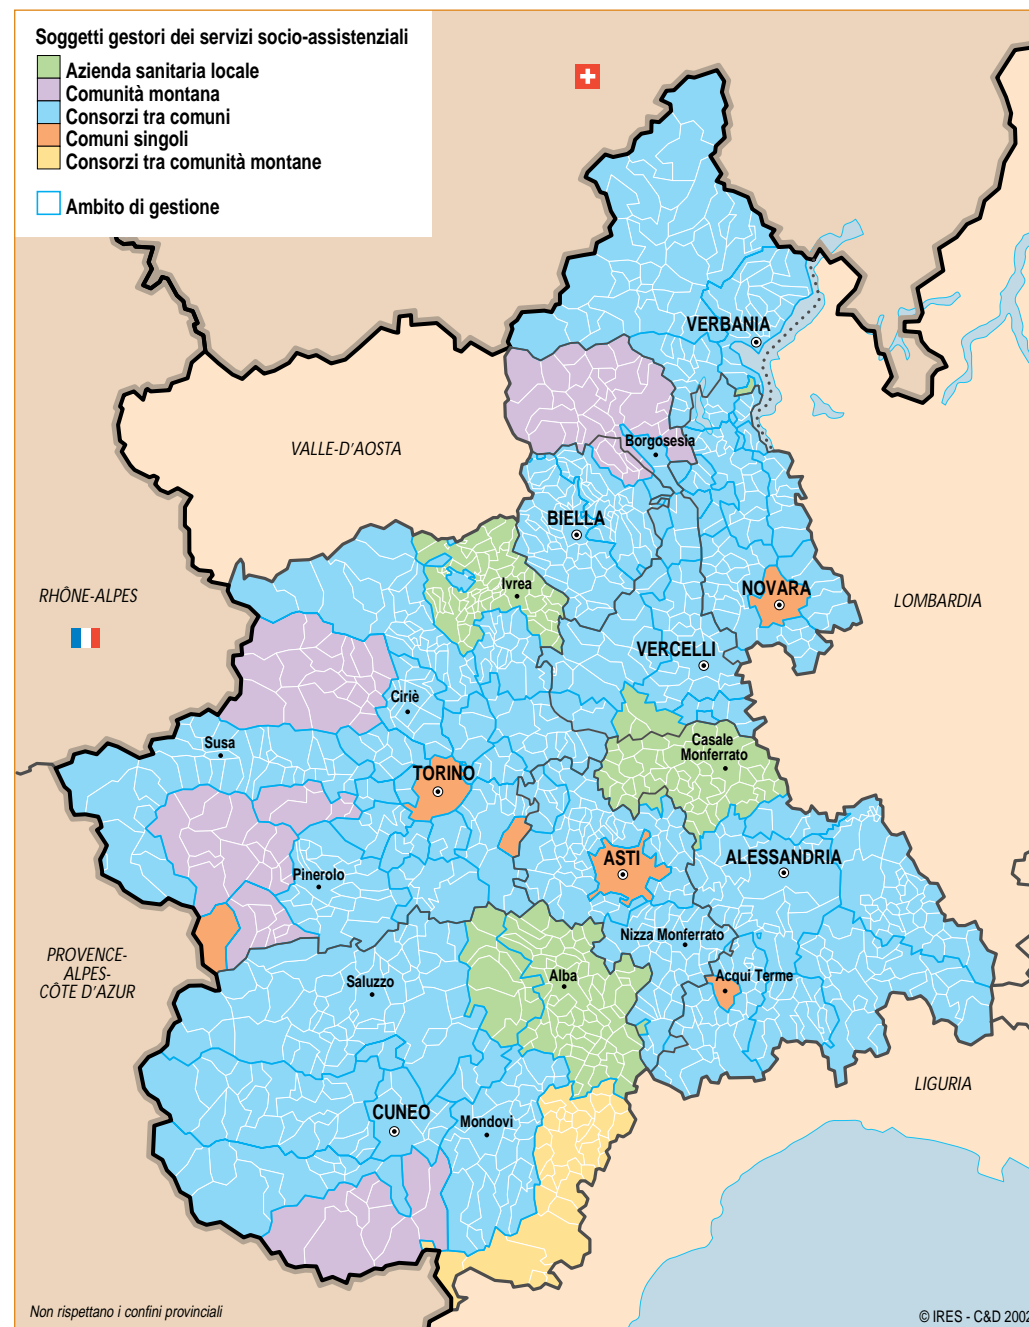 Soggetti gestori dei servizi socio-assistenziali
Azienda sanitaria locale
Comunità montana
Consorzi tra comuni
Comuni singoli
Consorzi tra comunità montane
Ambito di gestione
VERBANIA
VALLE-D'AOSTA
Borgosesia
BIELLA
Ivrea
RHÔNE-ALPES
NOVARA
LOMBARDIA
VERCELLI
Ciriè
Susa
Casale
Monferrato
TORINO
ASTI
ALESSANDRIA
Pinerolo
Nizza Monferrato
PROVENCE-
ALPES-
CÔTE D'AZUR
Saluzzo
Alba
Acqui Terme
LIGURIA
CUNEO
Mondovi
Non rispettano i confini provinciali
© IRES - C&D 2002